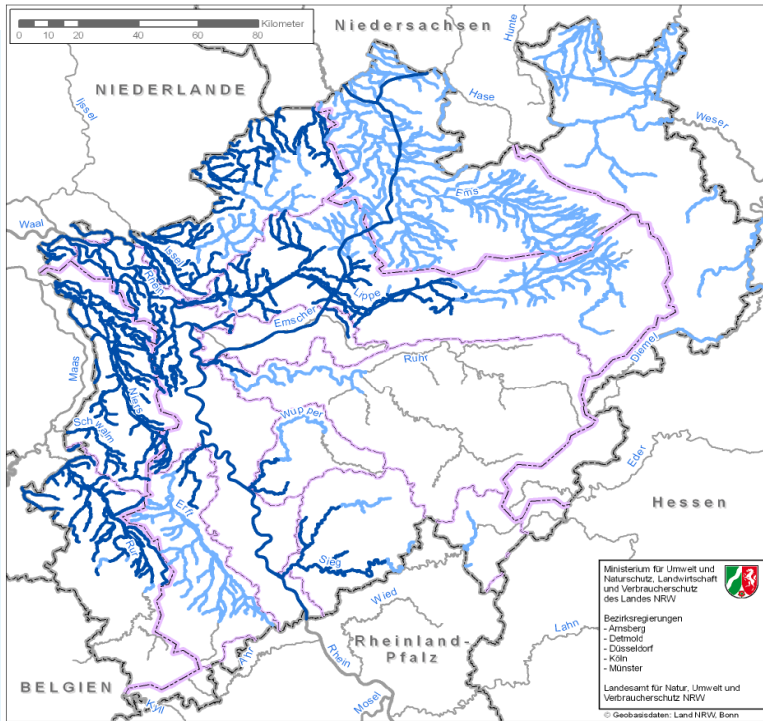 0 10 20 40 60 80
Kilometer
Niedersachsen
Hunte
NIEDERLANDE
Ijssel
Hase
Weser
Ems
Waal
Issel
Rhein
Lippe
Emscher
Diemel
Maas
Ruhr
Niers
Wupper
Schwalm
Eder
Hessen
Erft
Rur
Sieg
Wied
Ministerium für Umwelt und
Naturschutz, Landwirtschaft
und Verbraucherschutz
des Landes NRW
Bezirksregierungen
- Arnsberg
- Detmold
- Düsseldorf
- Köln
- Münster
Landesamt für Natur, Umwelt und
Verbraucherschutz NRW
© Geobasisdaten: Land NRW, Bonn
Lahn
Rheinland-
Pfalz
Rhein
Ahr
BELGIEN
Kyll
Mosel